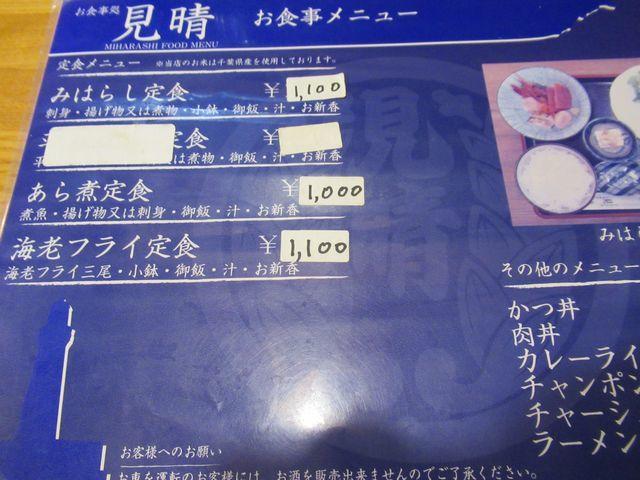 お食事処 見晴 お食事メニュー
MIHARASHI FOOD MENU
定食メニュー ※当店のお米は千葉県産を使用しております。
みはらし定食 ¥ 1,100
刺身・揚げ物又は煮物・小鉢・御飯・汁・お新香
定食 ¥
は煮物・御飯・汁・お新香
あら煮定食 ¥ 1,000
煮魚・揚げ物又は刺身・御飯・汁・お新香
海老フライ定食 ¥ 1,100
海老フライ三尾・小鉢・御飯・汁・お新香
見晴
みは
その他のメニュー
かつ丼
肉丼
カレーライ
チャンポン
チャーシ
ラーメン
お客様へのお願い
お車を運転のお客様には、お酒を販売出来ませんのでご了承ください。